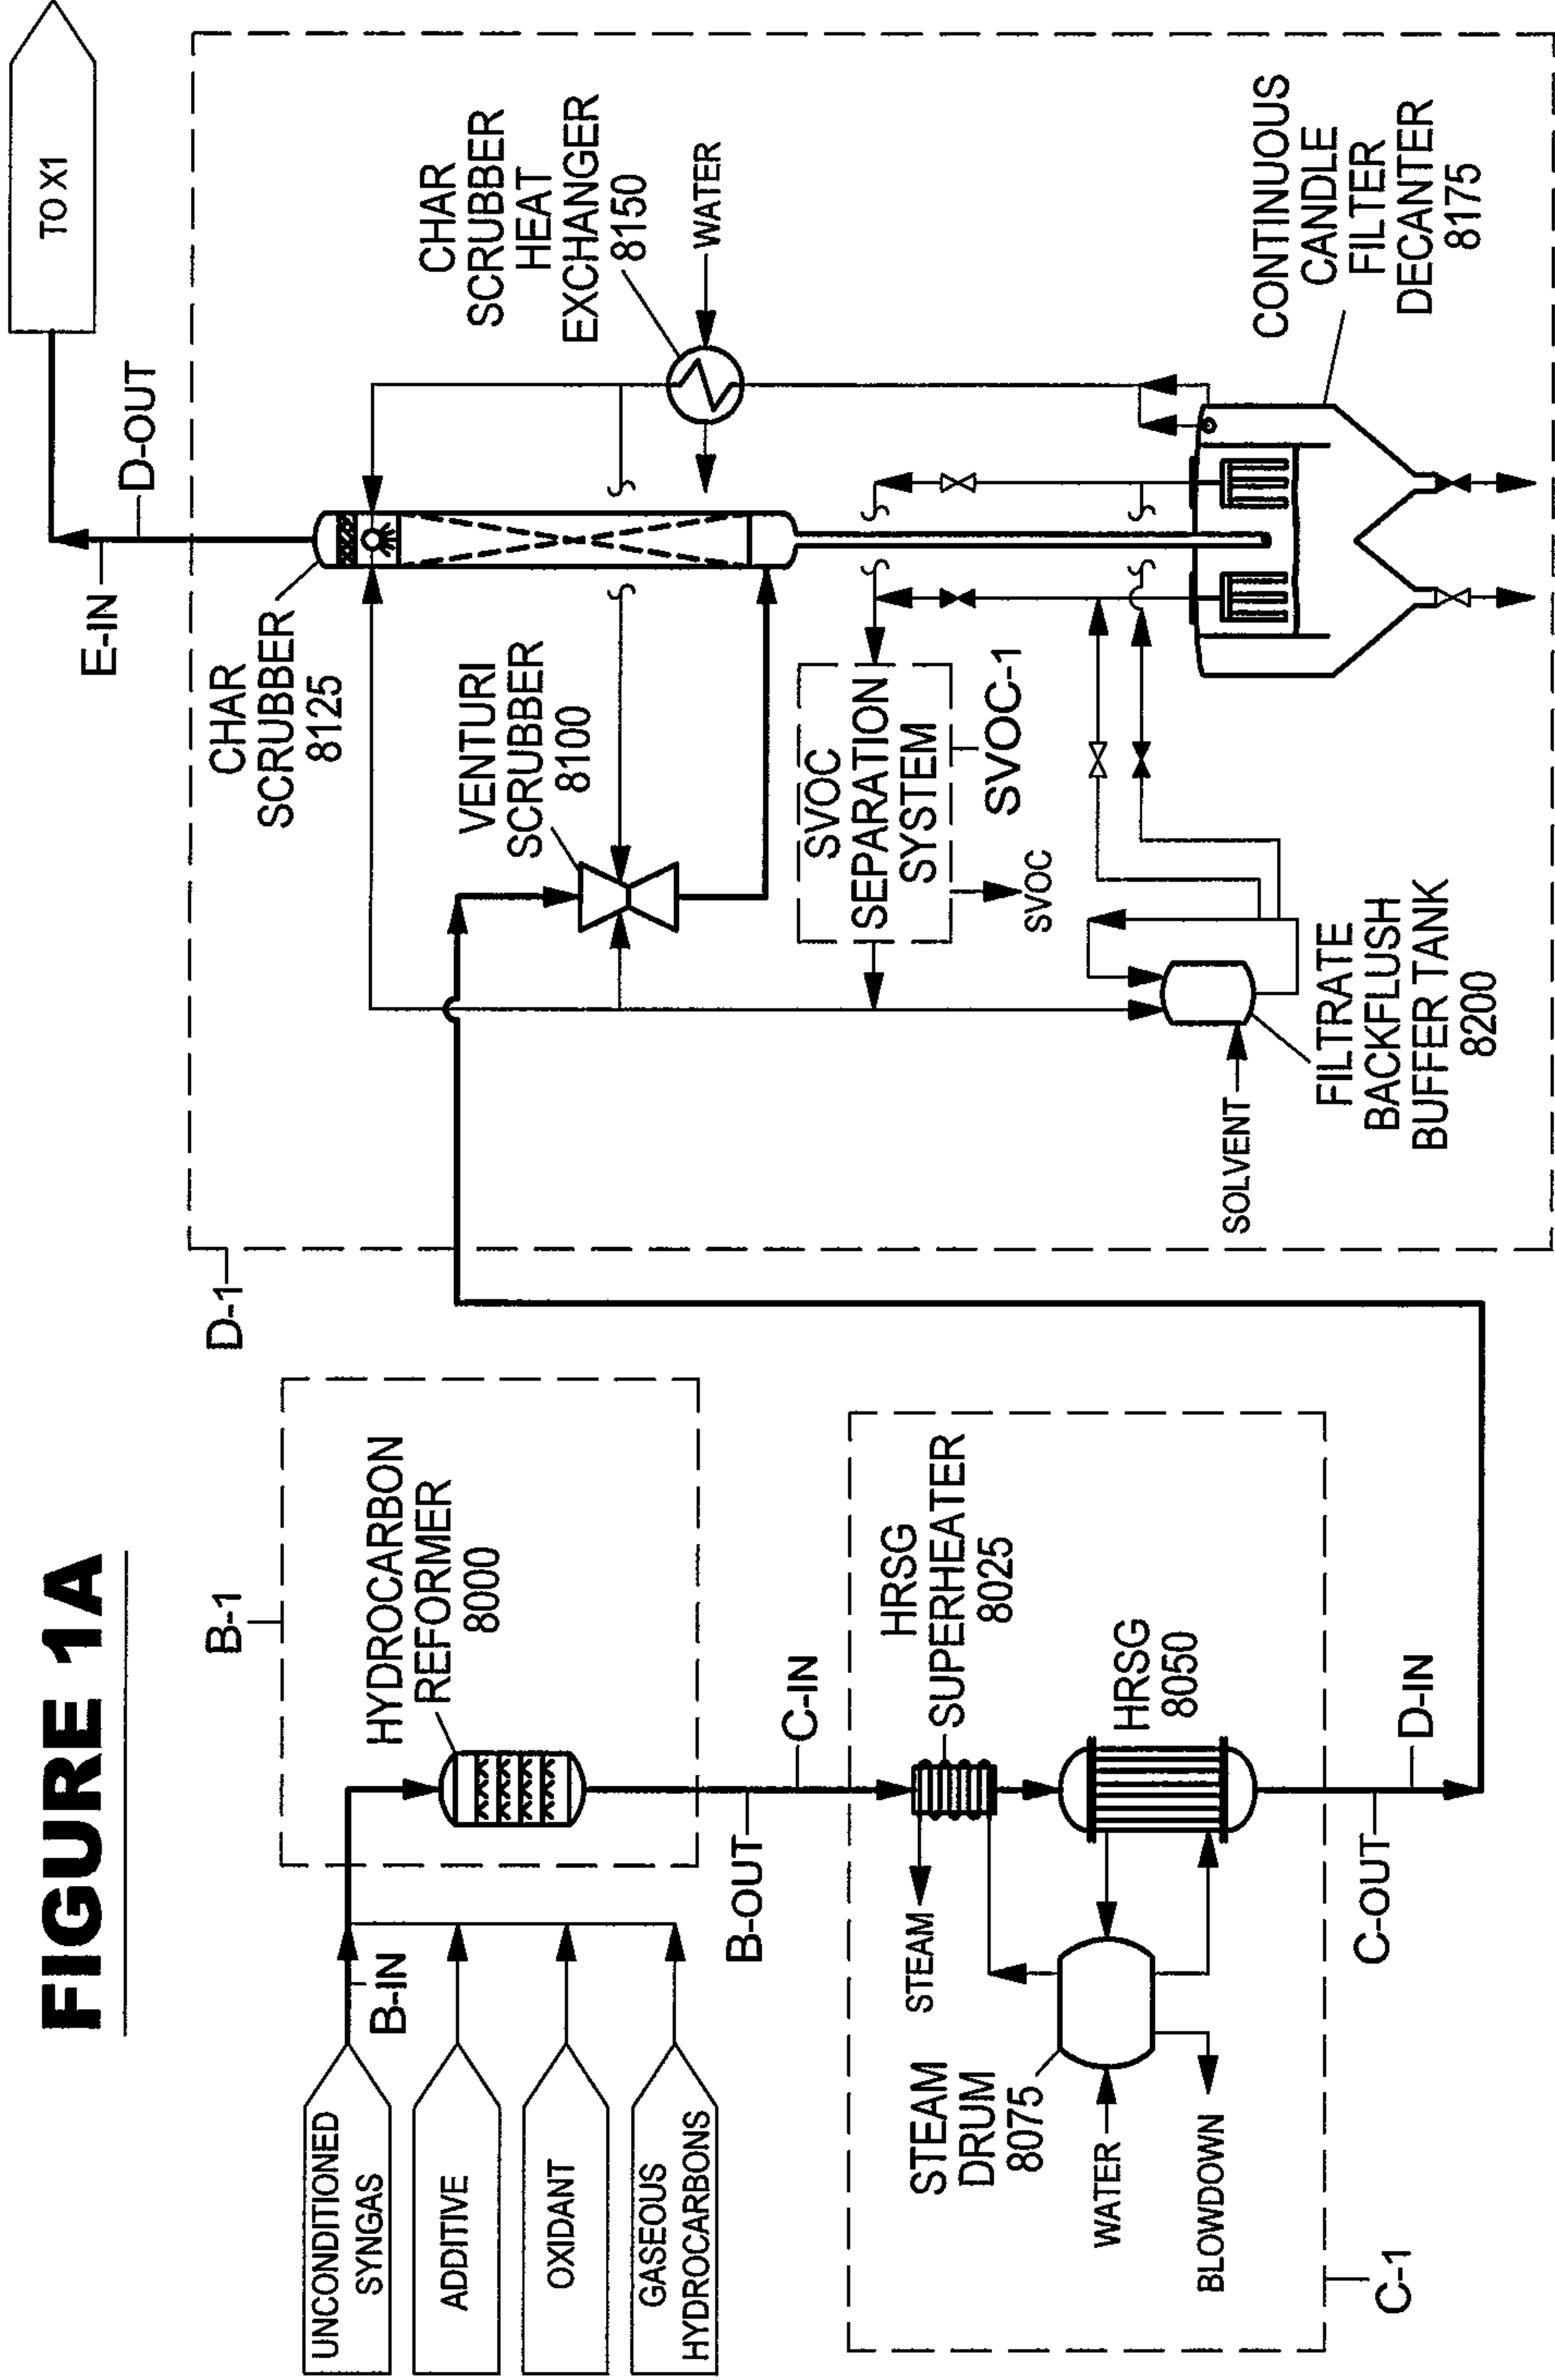 FIGURE 1A
UNCONDITIONED
SYNGAS
ADDITIVE
OXIDANT
GASEOUS
HYDROCARBONS
B-IN
B-1
HYDROCARBON
REFORMER
8000
B-OUT
C-IN
HRSG
SUPERHEATER
8025
STEAM
STEAM
DRUM
8075
WATER
BLOWDOWN
HRSG
8050
C-1
C-OUT
D-IN
D-1
TO X1
E-IN
D-OUT
CHAR
SCRUBBER
8125
VENTURI
SCRUBBER
8100
CHAR
SCRUBBER
HEAT
EXCHANGER
8150
WATER
SVOC
SEPARATION
SYSTEM
SVOC-1
SVOC
SOLVENT
FILTRATE
BACKFLUSH
BUFFER TANK
8200
CONTINUOUS
CANDLE
FILTER
DECANTER
8175